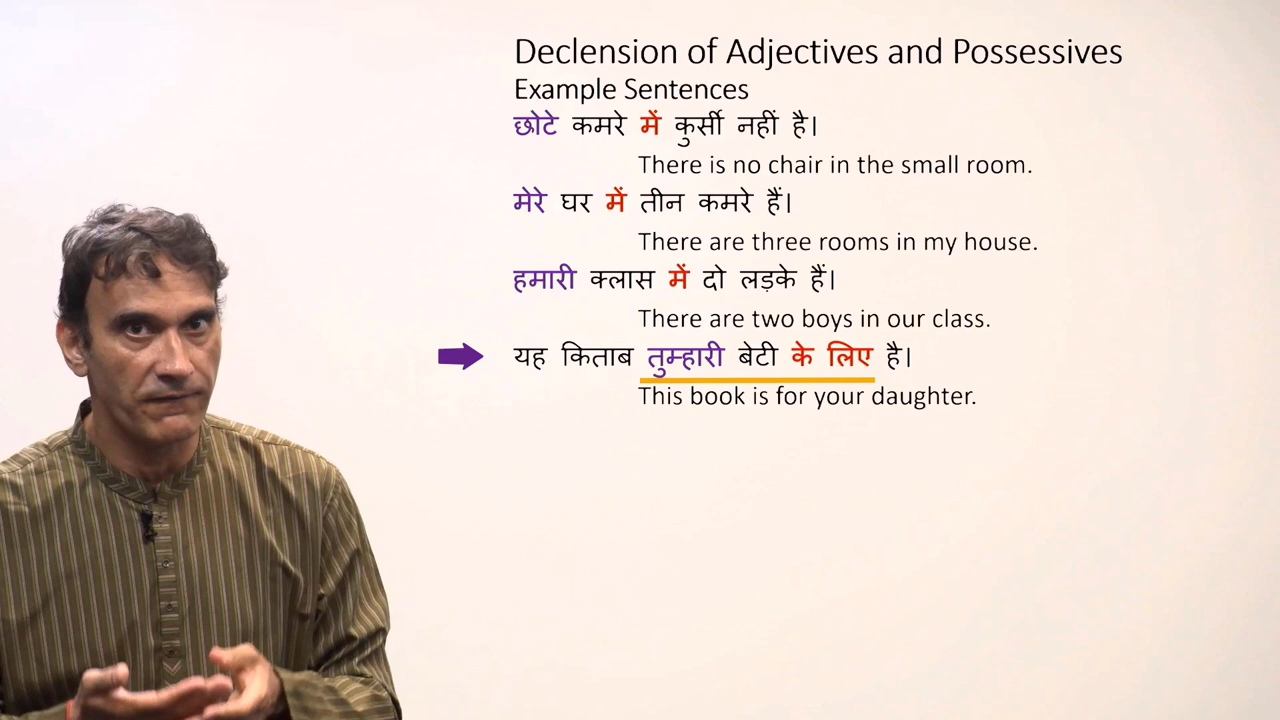 Declension of Adjectives and Possessives
Example Sentences
छोटे कमरे में कुर्सी नहीं है।
There is no chair in the small room.
मेरे घर में तीन कमरे हैं।
There are three rooms in my house.
हमारी क्लास में दो लड़के हैं।
There are two boys in our class.
यह किताब तुम्हारी बेटी के लिए है।
This book is for your daughter.